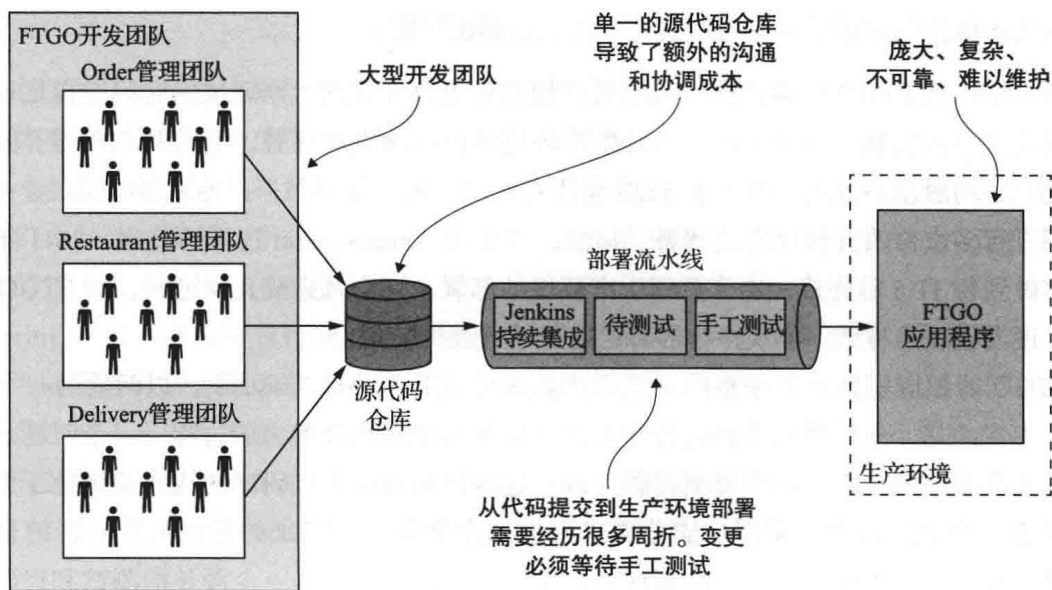 FTGO开发团队
Order管理团队
Restaurant管理团队
Delivery管理团队
大型开发团队
单一的源代码仓库
导致了额外的沟通
和协调成本
庞大、复杂、
不可靠、难以维护
源代码
仓库
部署流水线
Jenkins
持续集成
待测试
手工测试
从代码提交到生产环境部署
需要经历很多周折。变更
必须等待手工测试
FTGO
应用程序
生产环境